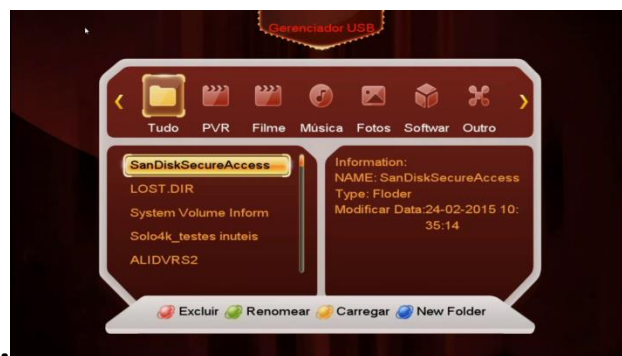 Gerenciador USB
Tudo PVR Filme Música Fotos Softwar Outro
SanDiskSecureAccess
LOST.DIR
System Volume Inform
Solo4k_testes inuteis
ALIDVRS2
Information:
NAME: SanDiskSecureAccess
Type: Floder
Modificar Data:24-02-2015 10:
35:14
Excluir Renomear Carregar New Folder